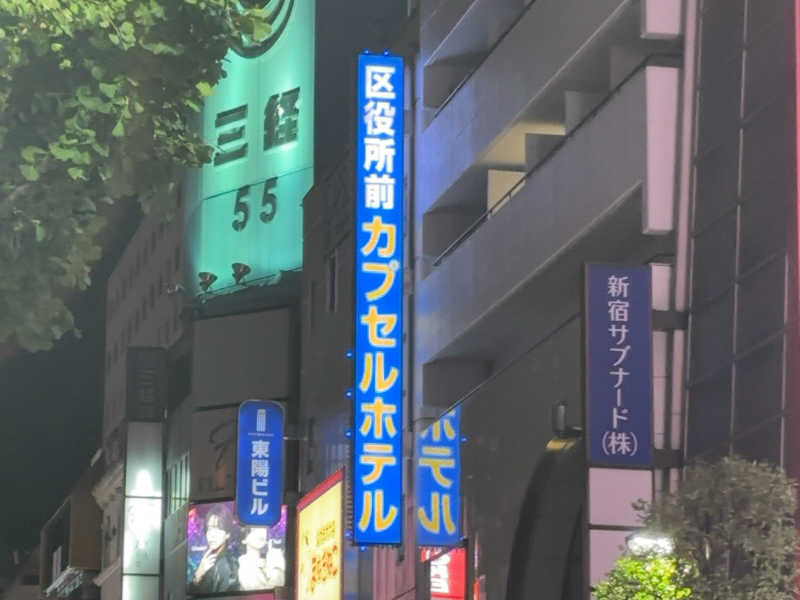 三経
55
区役所前カプセルホテル
新宿サブナード(株)
東陽ビル
ホテル